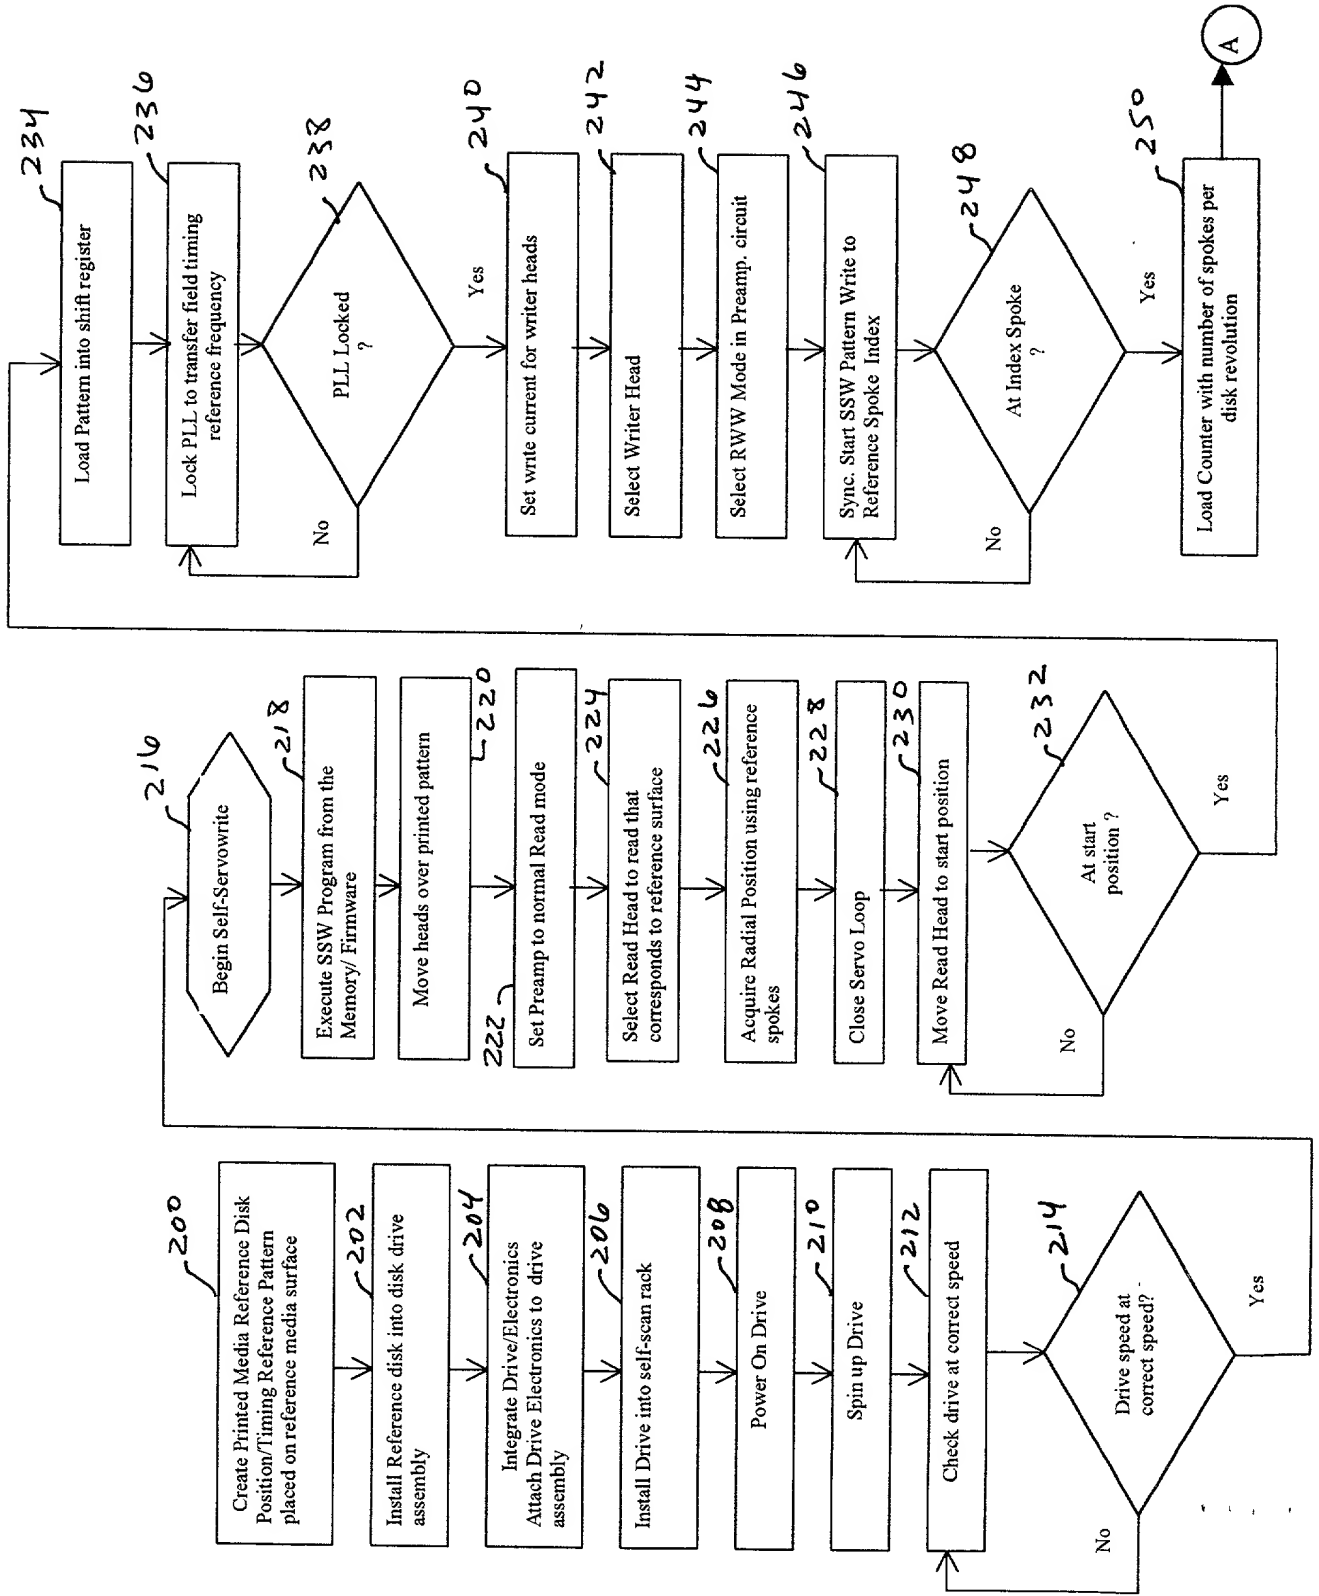 200
Create Printed Media Reference Disk
Position/Timing Reference Pattern
placed on reference media surface
202
Install Reference disk into disk drive
assembly
204
Integrate Drive/Electronics
Attach Drive Electronics to drive
assembly
206
Install Drive into self-scan rack
208
Power On Drive
210
Spin up Drive
212
Check drive at correct speed
214
Drive speed at
correct speed?
No
Yes
216
Begin Self-Servowrite
218
Execute SSW Program from the
Memory/ Firmware
220
Move heads over printed pattern
222
Set Preamp to normal Read mode
224
Select Read Head to read that
corresponds to reference surface
226
Acquire Radial Position using reference
spokes
228
Close Servo Loop
230
Move Read Head to start position
232
At start
position ?
No
Yes
234
Load Pattern into shift register
236
Lock PLL to transfer field timing
reference frequency
238
PLL Locked
?
No
Yes
240
Set write current for writer heads
242
Select Writer Head
244
Select RWW Mode in Preamp. circuit
246
Sync. Start SSW Pattern Write to
Reference Spoke Index
248
At Index Spoke
?
No
Yes
250
Load Counter with number of spokes per
disk revolution
A